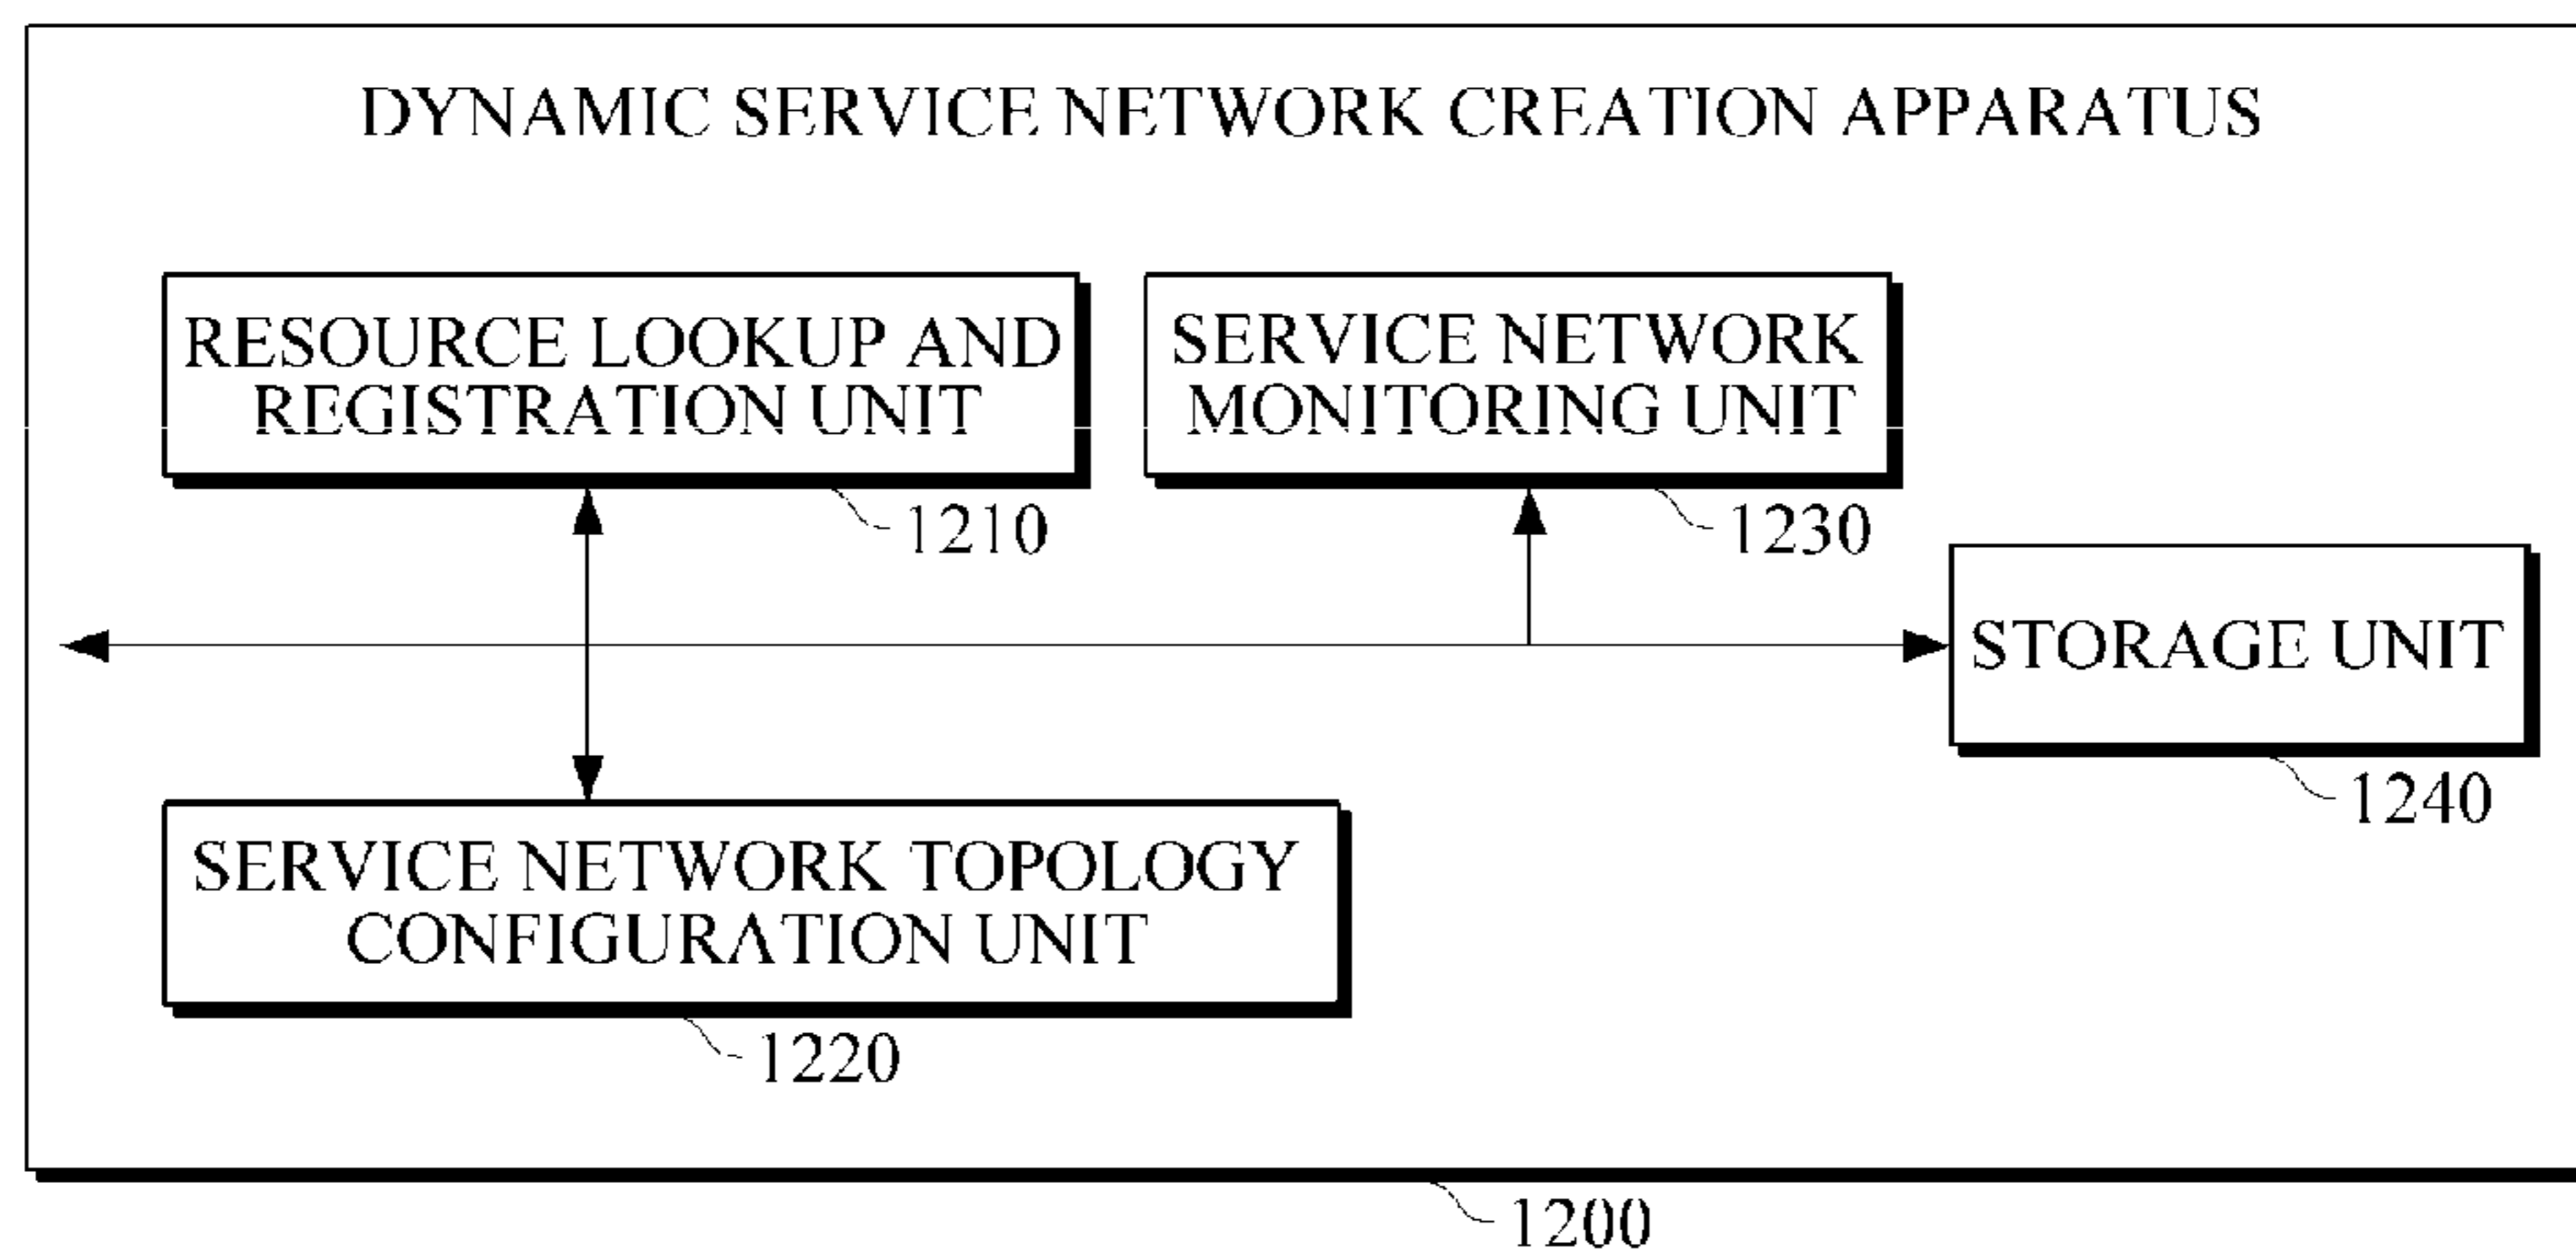 DYNAMIC SERVICE NETWORK CREATION APPARATUS
RESOURCE LOOKUP AND
REGISTRATION UNIT
1210
SERVICE NETWORK
MONITORING UNIT
1230
STORAGE UNIT
1240
SERVICE NETWORK TOPOLOGY
CONFIGURATION UNIT
1220
1200